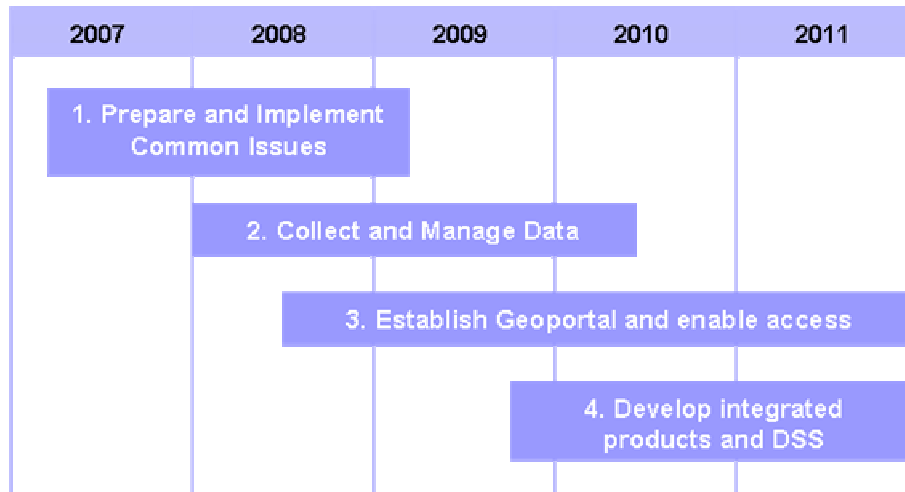 2007 2008 2009 2010 2011
1. Prepare and Implement
Common Issues
2. Collect and Manage Data
3. Establish Geoportal and enable access
4. Develop integrated
products and DSS